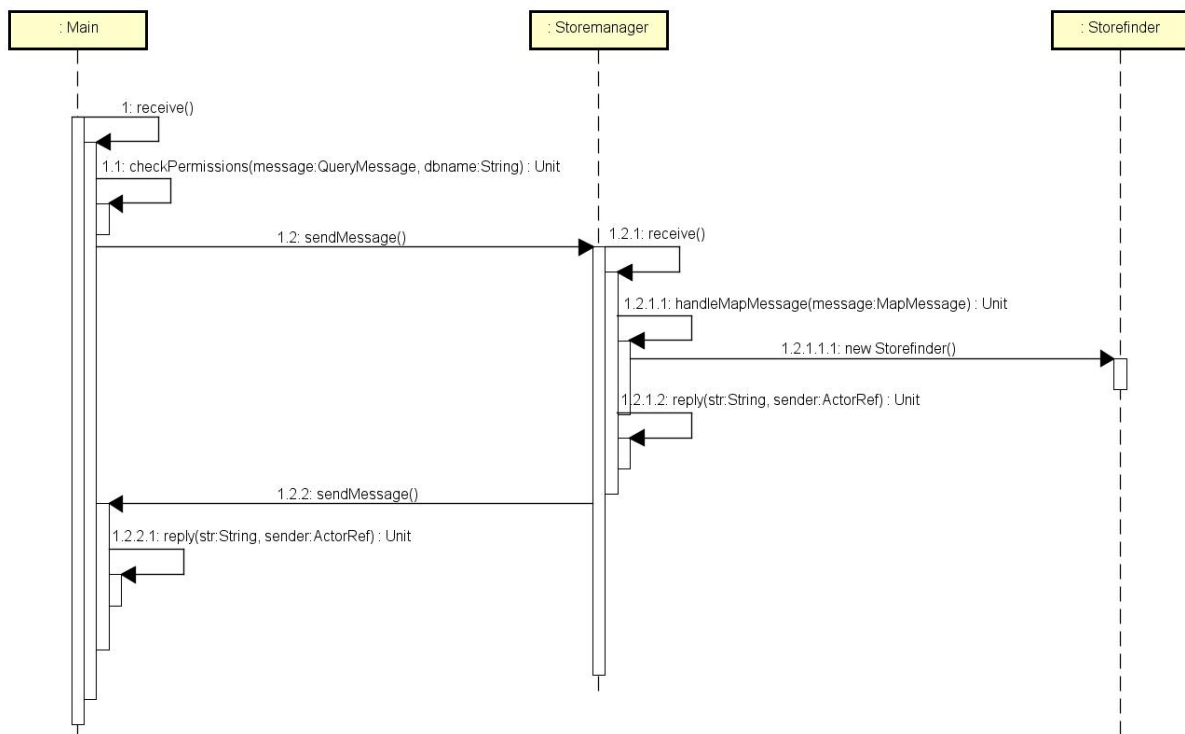 : Main
: Storemanager
: Storefinder
1: receive()
1.1: checkPermissions(message:QueryMessage, dbname:String) : Unit
1.2: sendMessage()
1.2.1: receive()
1.2.1.1: handleMapMessage(message:MapMessage) : Unit
1.2.1.1.1: new Storefinder()
1.2.1.2: reply(str:String, sender:ActorRef) : Unit
1.2.2: sendMessage()
1.2.2.1: reply(str:String, sender:ActorRef) : Unit